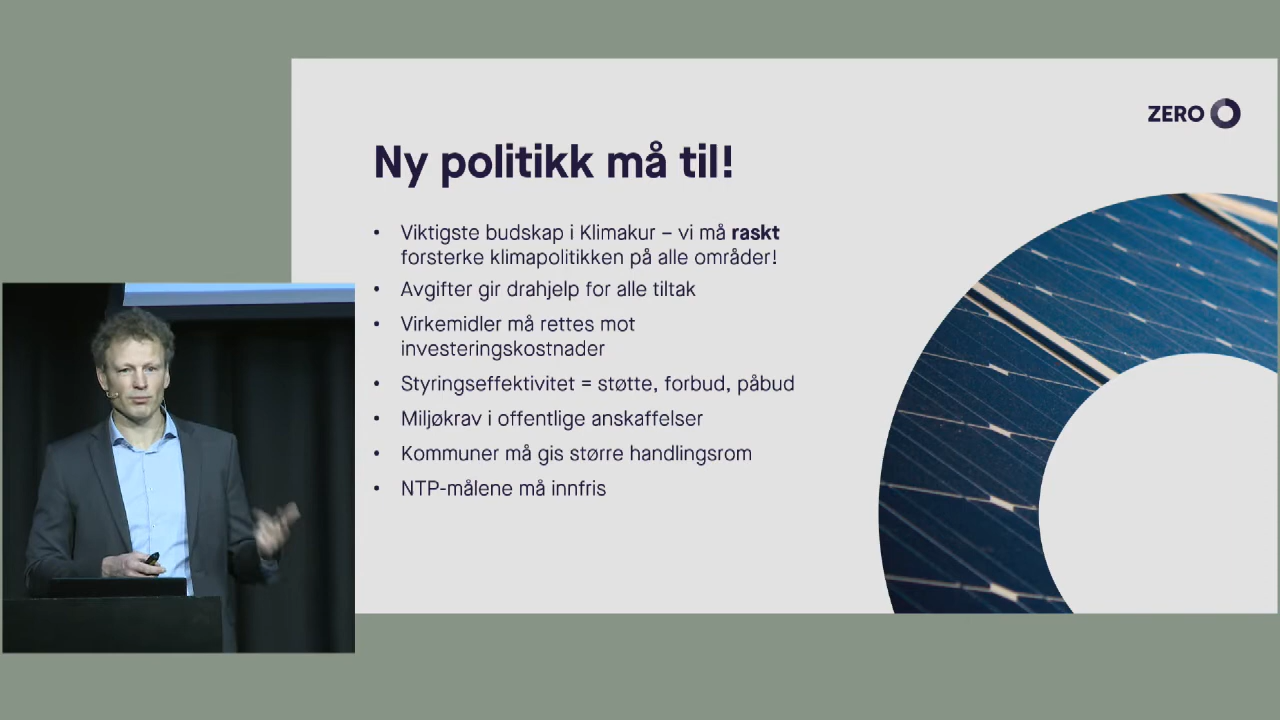 ZERO
Ny politikk må til!
• Viktigste budskap i Klimakur – vi må raskt
forsterke klimapolitikken på alle områder!
• Avgifter gir drahjelp for alle tiltak
• Virkemidler må rettes mot
investeringskostnader
• Styringseffektivitet = støtte, forbud, påbud
• Miljøkrav i offentlige anskaffelser
• Kommuner må gis større handlingsrom
• NTP-målene må innfris